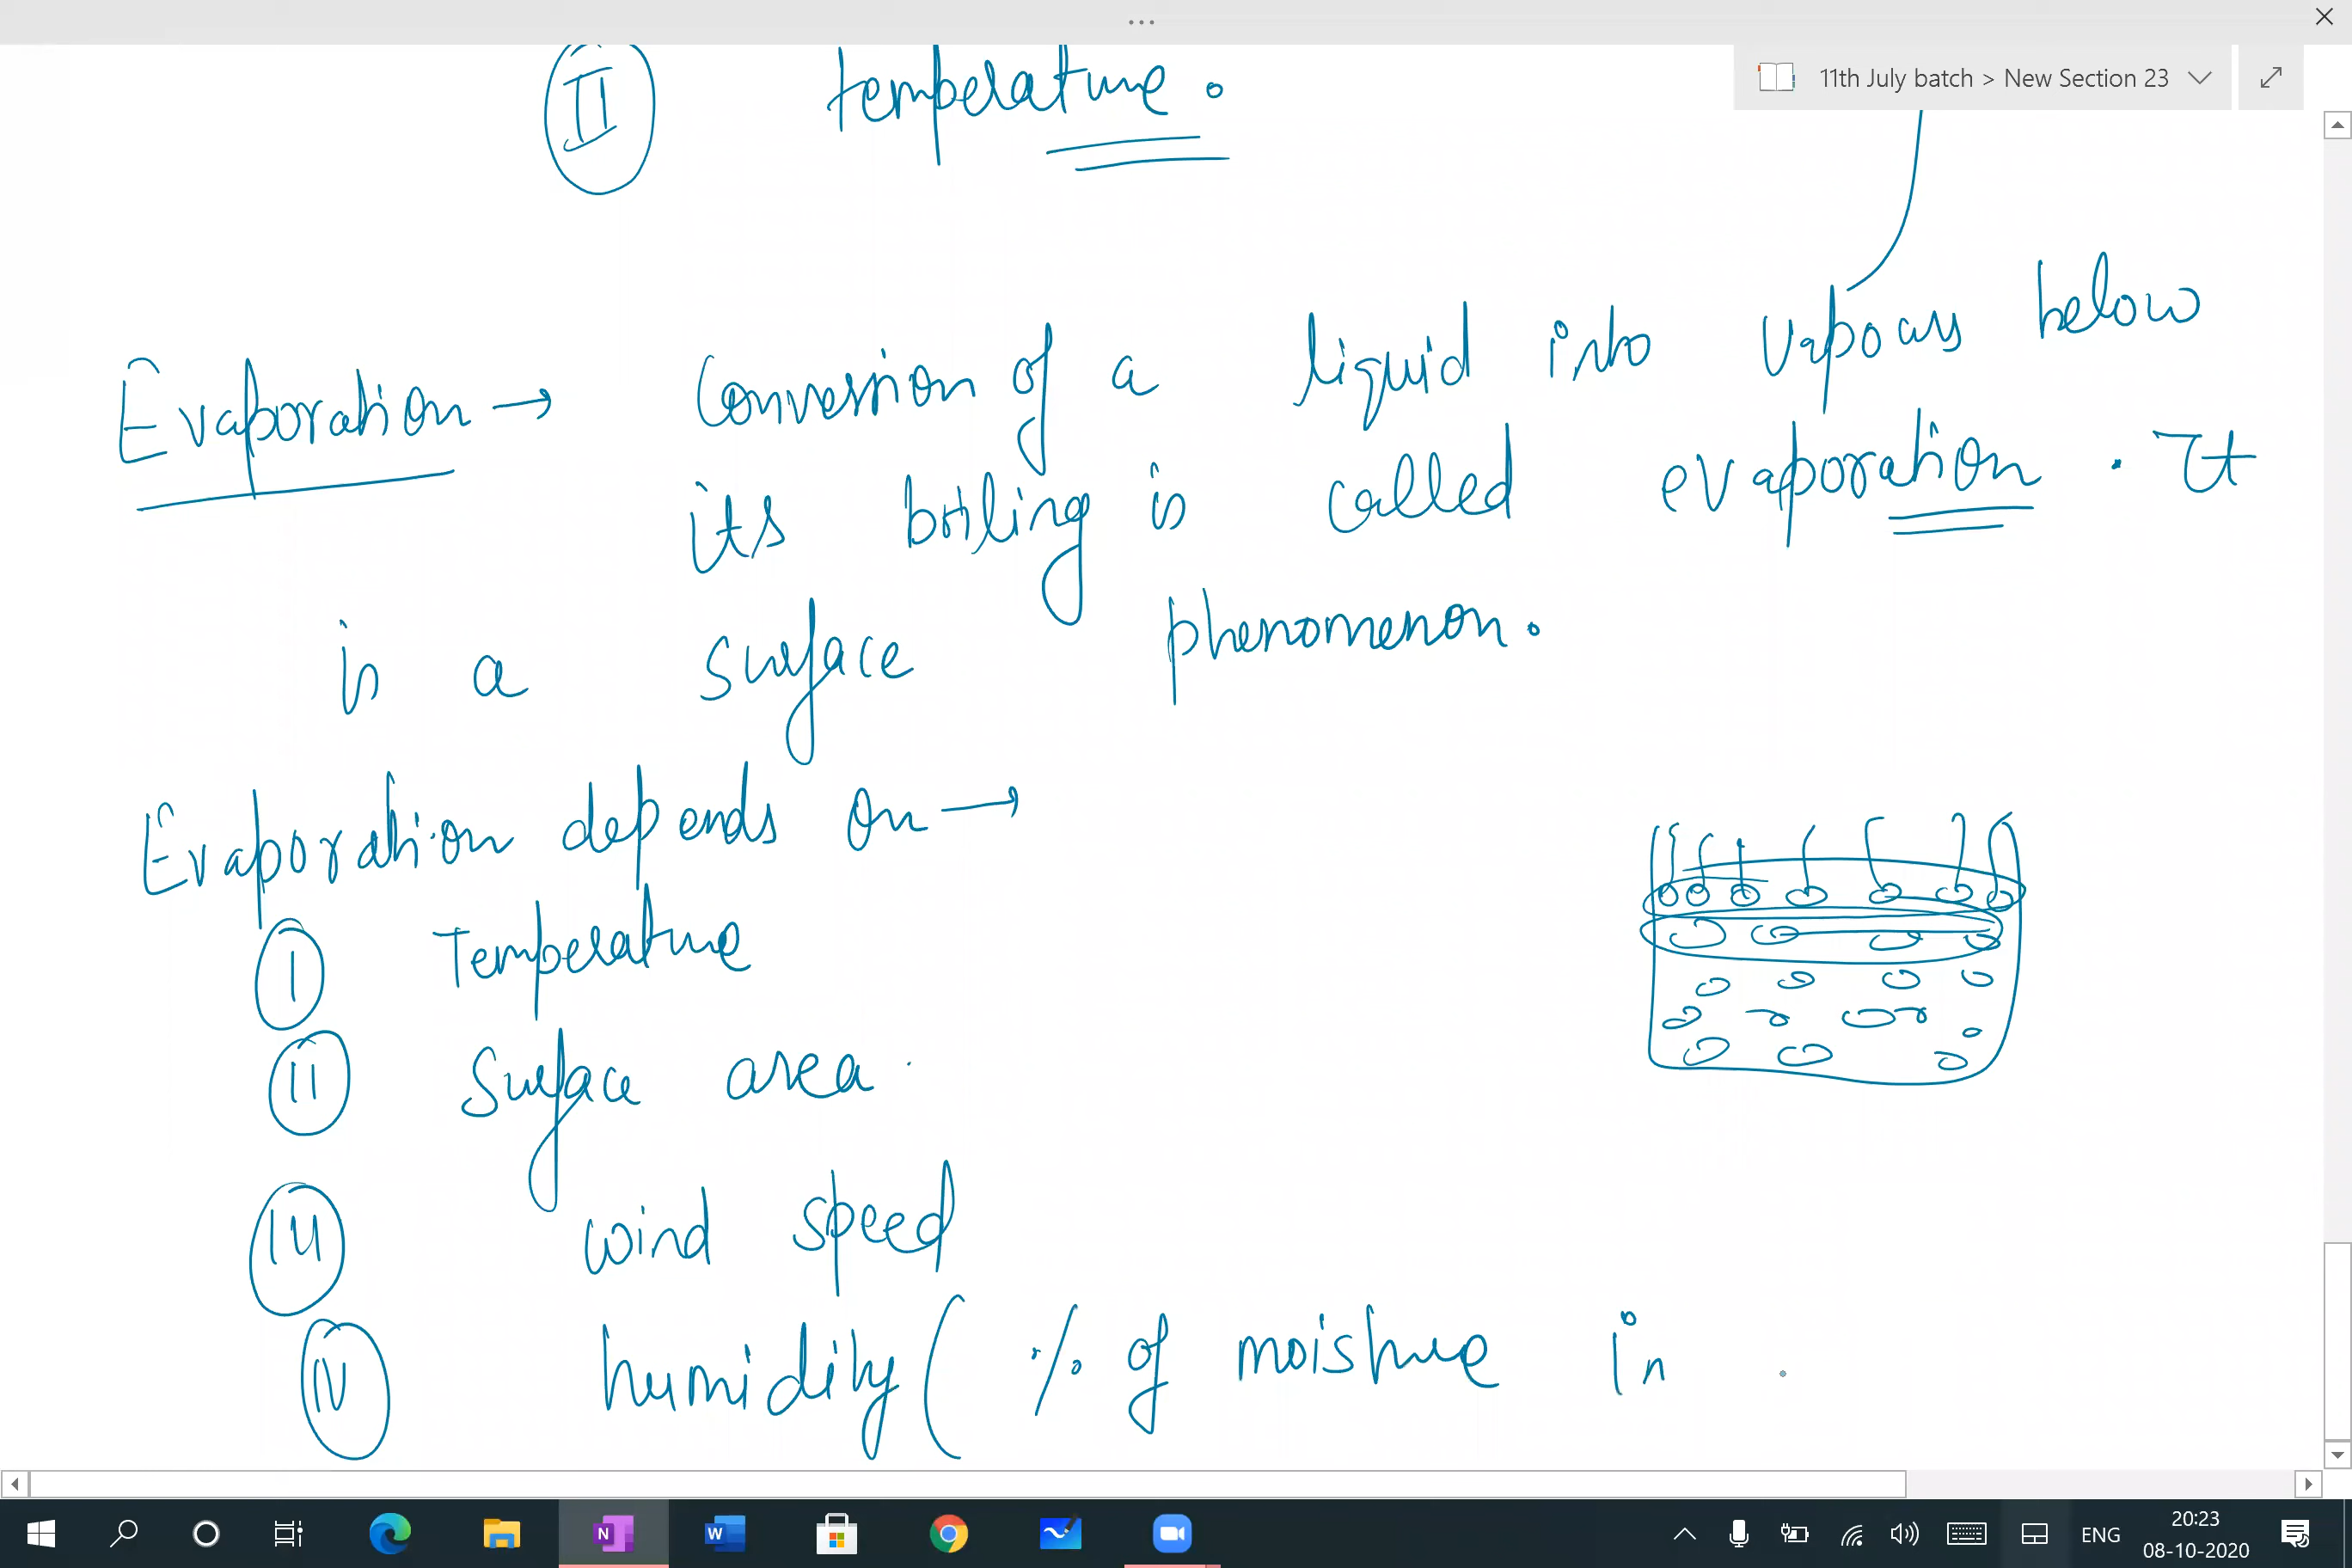 ...
11th July batch > New Section 23
II temperature.
Evaporation → Conversion of a liquid into vapours below
its boiling is called evaporation. It
is a surface phenomenon.
Evaporation depends on →
I Temperature
II Surface area.
III wind speed
IV humidity ( % of moisture in
ENG
20:23
08-10-2020